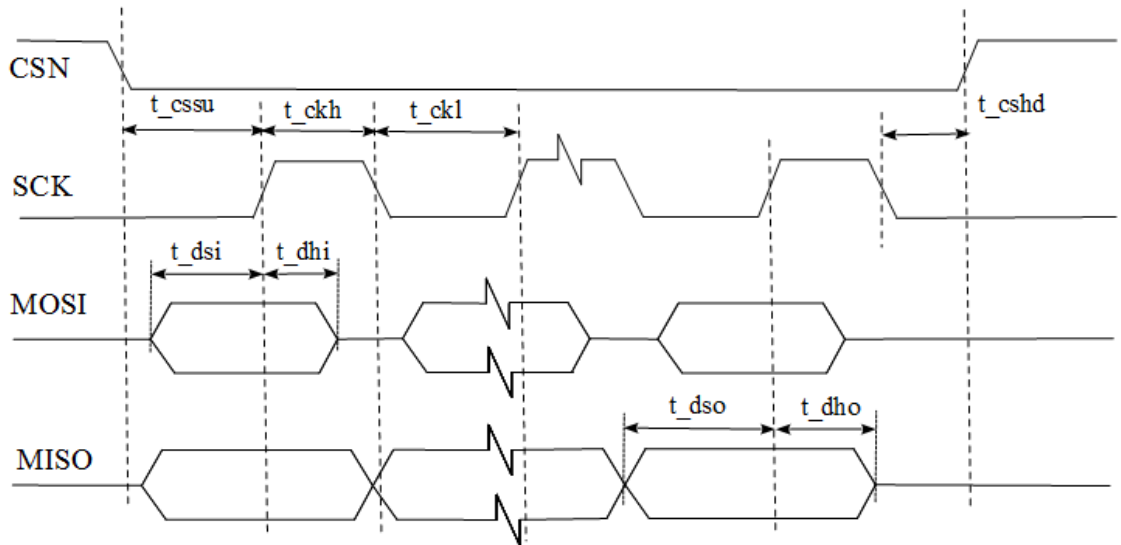 CSN
t_cssu
t_ckh
t_ckl
t_cshd
SCK
t_dsi
t_dhi
MOSI
t_dso
t_dho
MISO